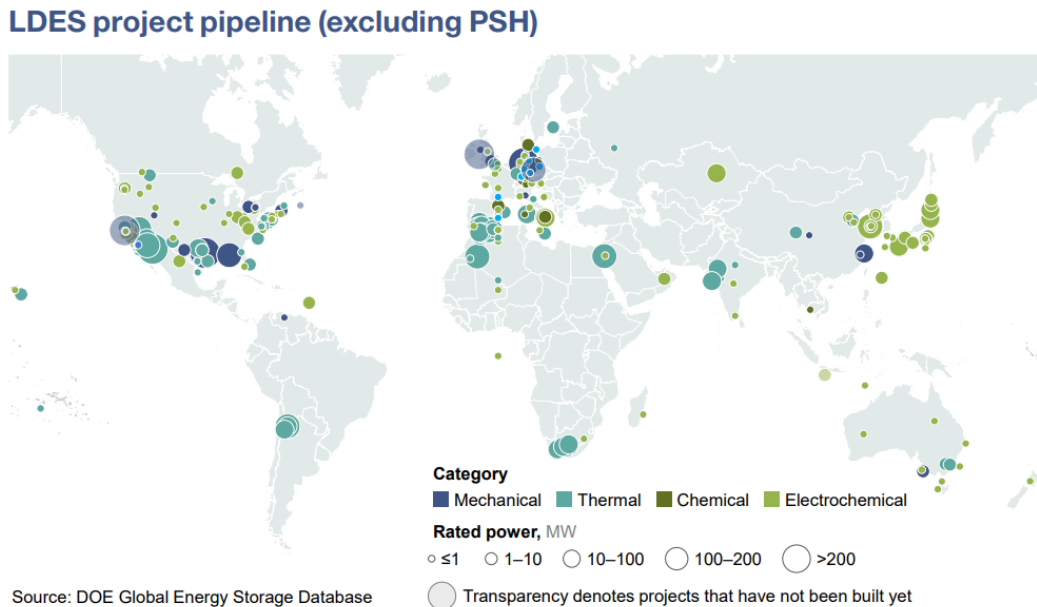 LDES project pipeline (excluding PSH)
Category
Mechanical Thermal Chemical Electrochemical
Rated power, MW
≤1 1–10 10–100 100–200 >200
Source: DOE Global Energy Storage Database
Transparency denotes projects that have not been built yet